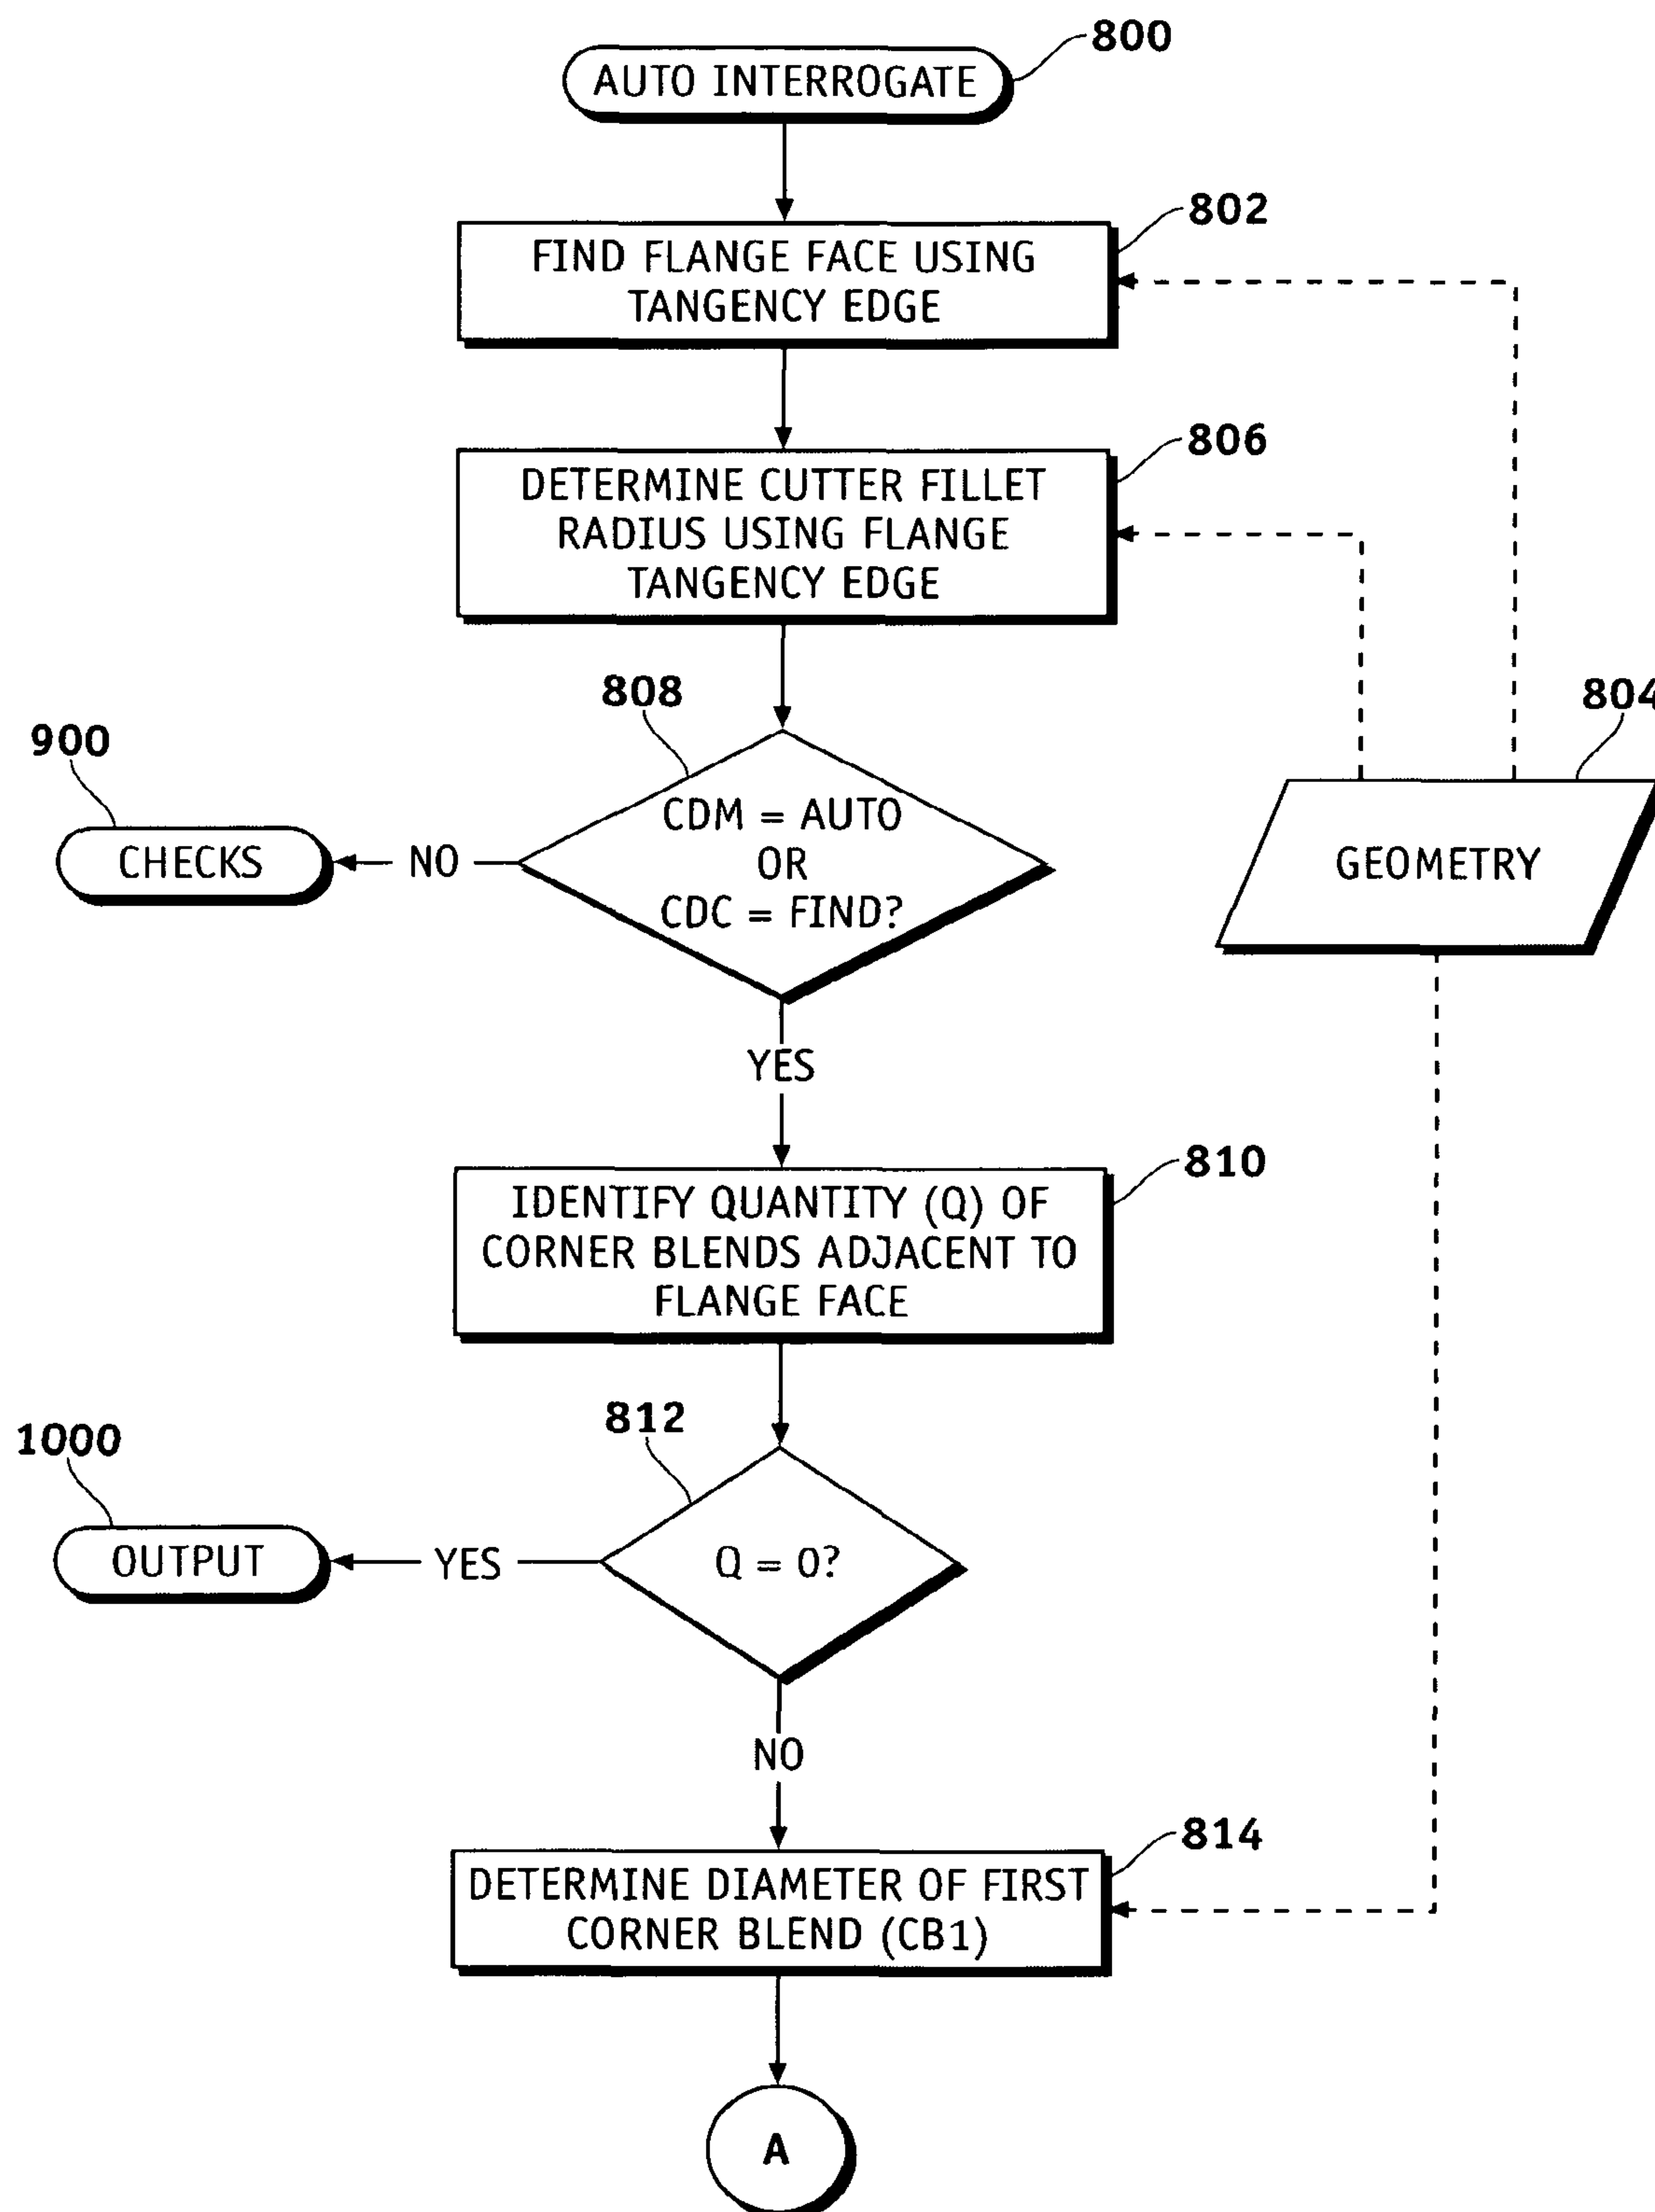 800
AUTO INTERROGATE
802
FIND FLANGE FACE USING
TANGENCY EDGE
806
DETERMINE CUTTER FILLET
RADIUS USING FLANGE
TANGENCY EDGE
808
804
900
CDM = AUTO
OR
CDC = FIND?
CHECKS
NO
GEOMETRY
YES
810
IDENTIFY QUANTITY (Q) OF
CORNER BLENDS ADJACENT TO
FLANGE FACE
812
1000
OUTPUT
YES
Q = 0?
NO
814
DETERMINE DIAMETER OF FIRST
CORNER BLEND (CB1)
A